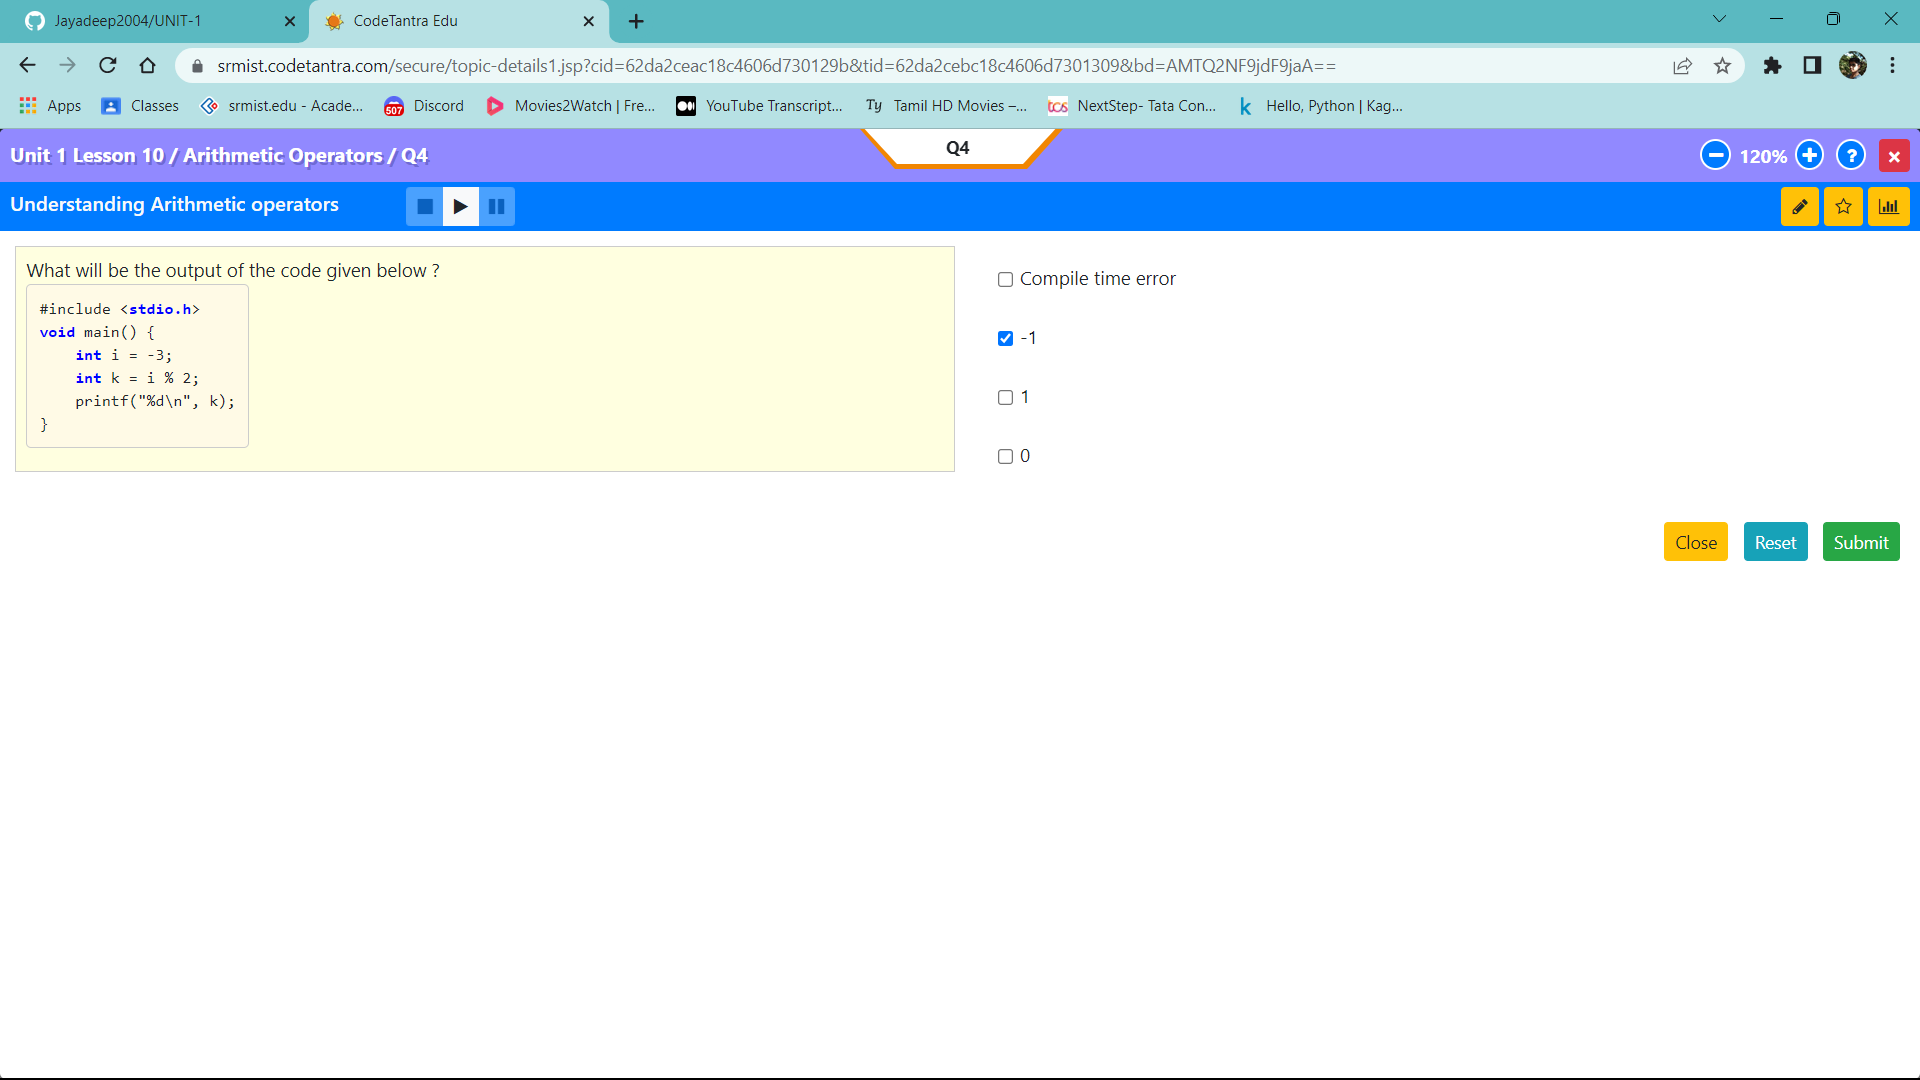 Jayadeep2004/UNIT-1
CodeTantra Edu
srmist.codetantra.com/secure/topic-details1.jsp?cid=62da2ceac18c4606d730129b&tid=62da2cebc18c4606d7301309&bd=AMTQ2NF9jdF9jaA==
Apps Classes srmist.edu - Acade... 507 Discord Movies2Watch | Fre... YouTube Transcript... Ty Tamil HD Movies –... tcs NextStep- Tata Con... k Hello, Python | Kag...
Unit 1 Lesson 10 / Arithmetic Operators / Q4
Q4
120%
?
Understanding Arithmetic operators
What will be the output of the code given below ?
#include <stdio.h>
void main() {
    int i = -3;
    int k = i % 2;
    printf("%d\n", k);
}
Compile time error
-1
1
0
Close Reset Submit